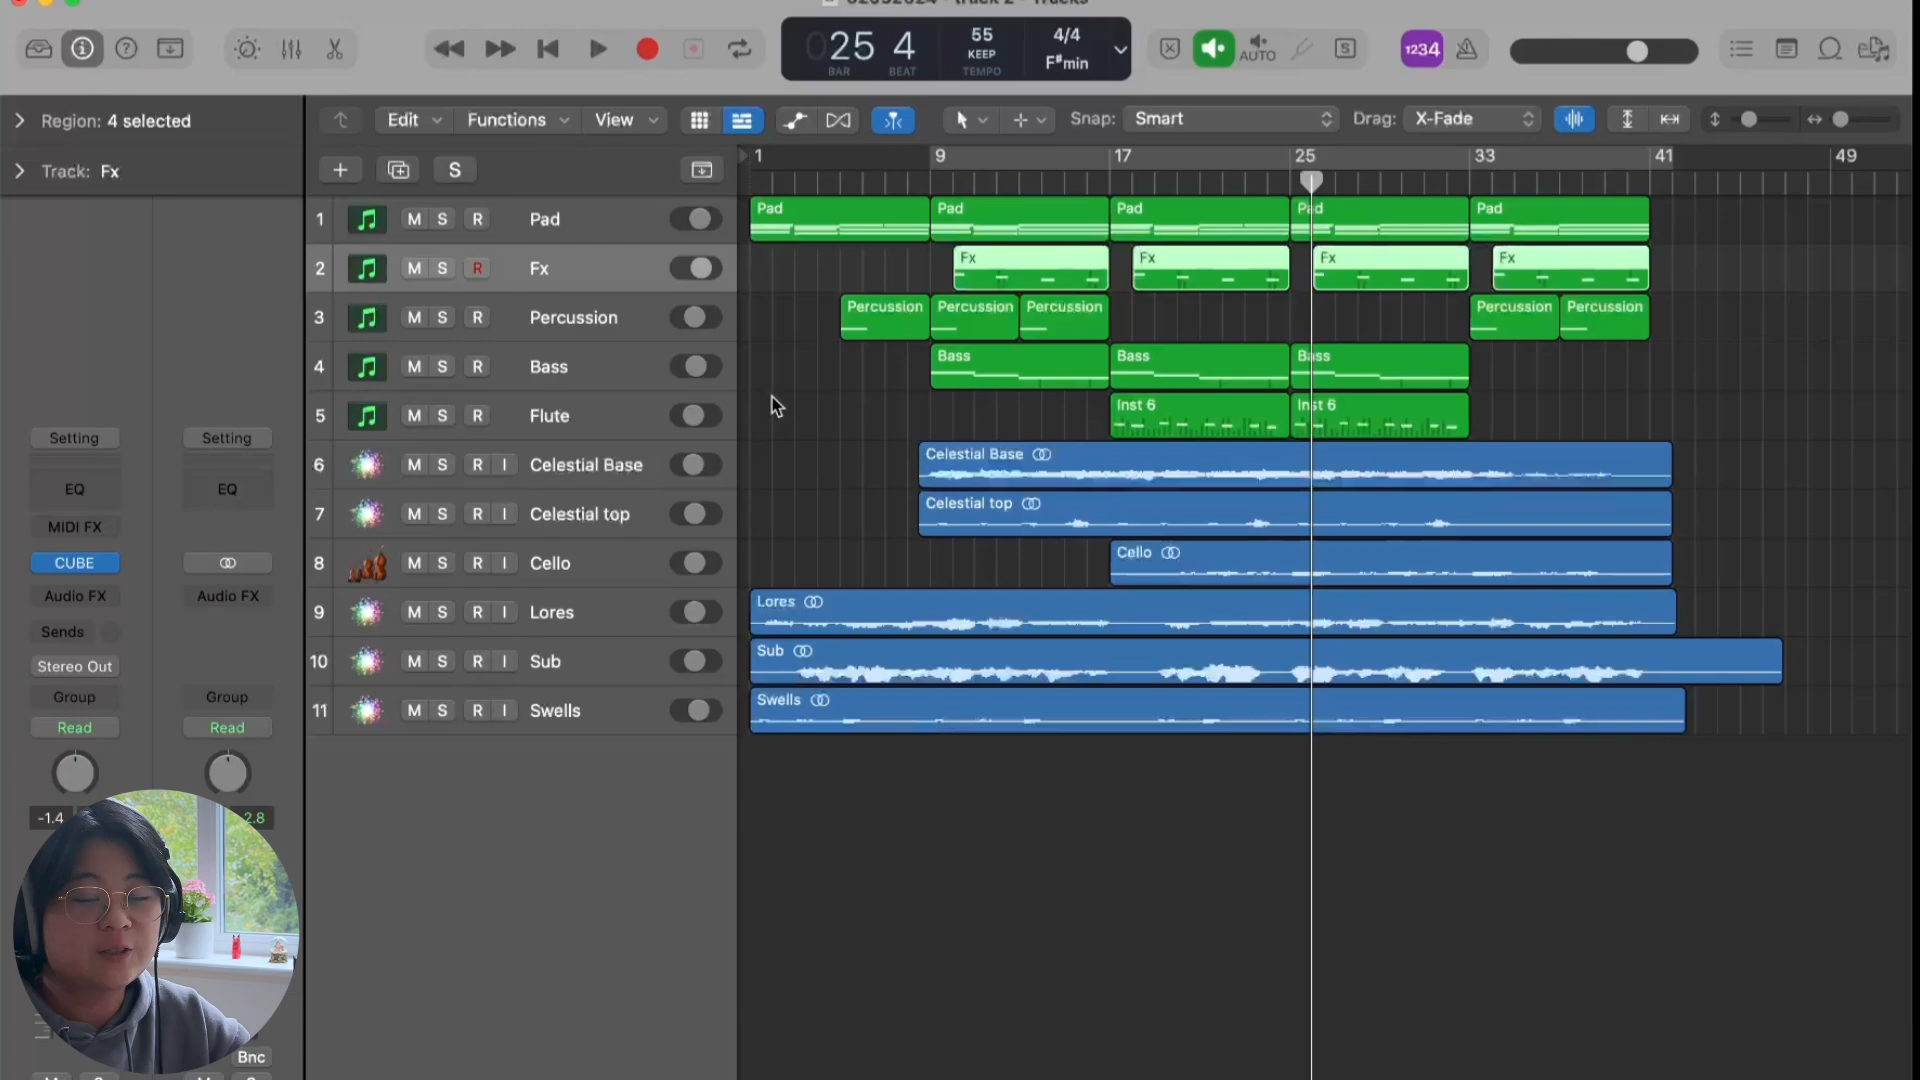 25 4 55 4/4
KEEP F♯min
BAR BEAT TEMPO
AUTO S 1234
Region: 4 selected
Track: Fx
Edit Functions View Snap: Smart Drag: X-Fade
S
1 9 17 25 33 41 49
1 M S R Pad
Pad Pad Pad Pad Pad
2 M S R Fx
Fx Fx Fx Fx
3 M S R Percussion
Percussion Percussion Percussion Percussion Percussion
4 M S R Bass
Bass Bass Bass
5 M S R Flute
Inst 6 Inst 6
6 M S R I Celestial Base
Celestial Base
7 M S R I Celestial top
Celestial top
8 M S R I Cello
Cello
9 M S R I Lores
Lores
10 M S R I Sub
Sub
11 M S R I Swells
Swells
Setting Setting
EQ EQ
MIDI FX
CUBE
Audio FX Audio FX
Sends
Stereo Out
Group Group
Read Read
-1.4 2.8
Bnc